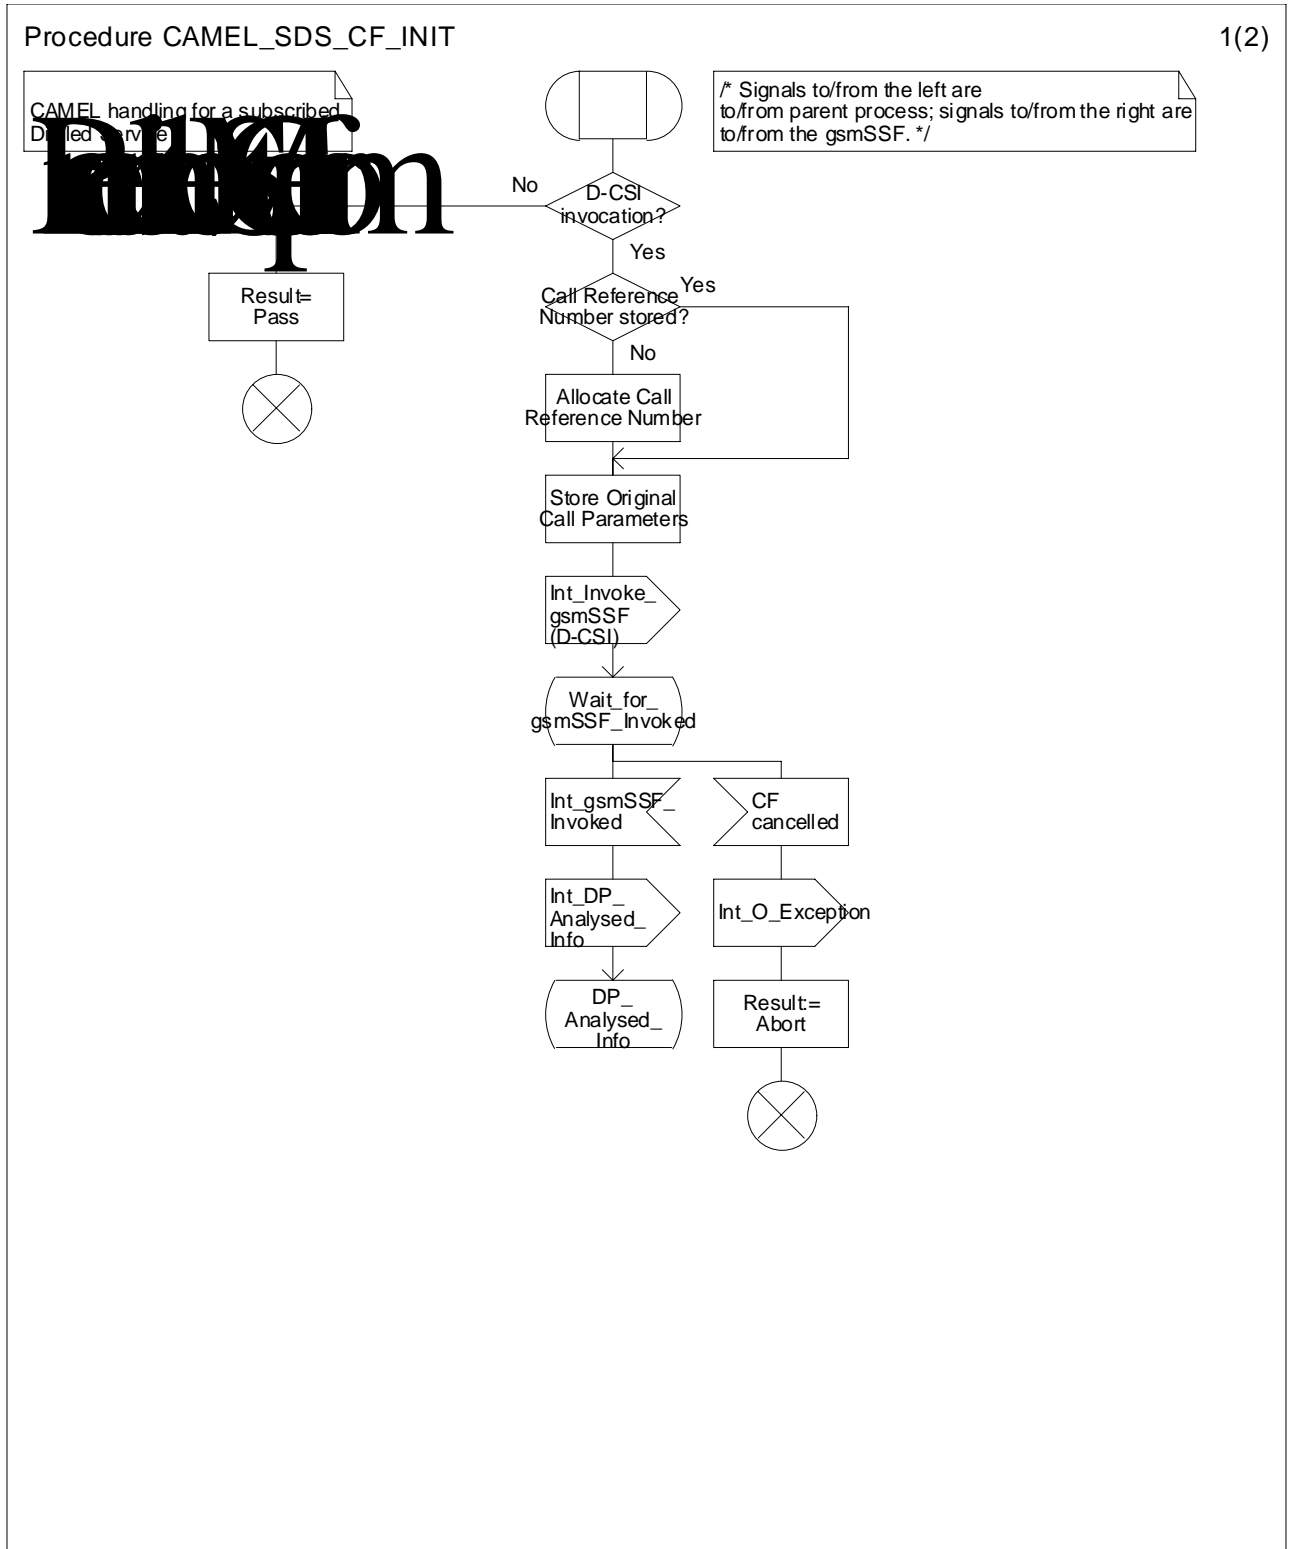 Procedure CAMEL_SDS_CF_INIT
1(2)
CAMEL handling for a subscribed
Dialled Service
/* Signals to/from the left are
to/from parent process; signals to/from the right are
to/from the gsmSSF. */
No
D-CSI
invocation?
Yes
Call Reference
Number stored?
Yes
Result=
Pass
No
Allocate Call
Reference Number
Store Original
Call Parameters
Int_Invoke_
gsmSSF
(D-CSI)
Wait_for_
gsmSSF_Invoked
Int_gsmSSF_
Invoked
CF
cancelled
Int_DP_
Analysed_
Info
Int_O_Exception
DP_
Analysed_
Info
Result:=
Abort